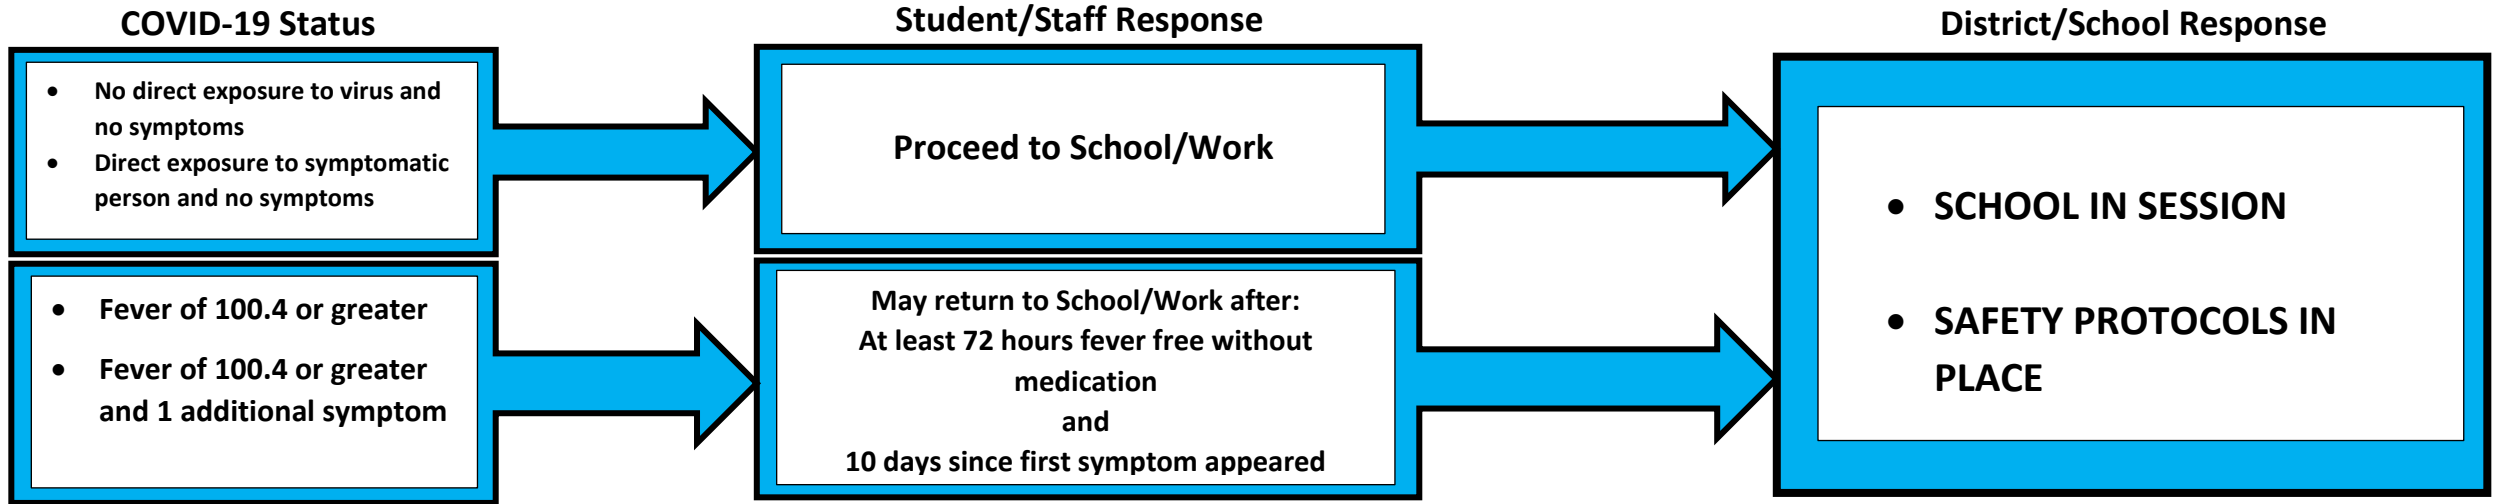 COVID-19 Status
Student/Staff Response
District/School Response
• No direct exposure to virus and
no symptoms
• Direct exposure to symptomatic
person and no symptoms
Proceed to School/Work
• SCHOOL IN SESSION
• SAFETY PROTOCOLS IN
PLACE
• Fever of 100.4 or greater
• Fever of 100.4 or greater
and 1 additional symptom
May return to School/Work after:
At least 72 hours fever free without
medication
and
10 days since first symptom appeared